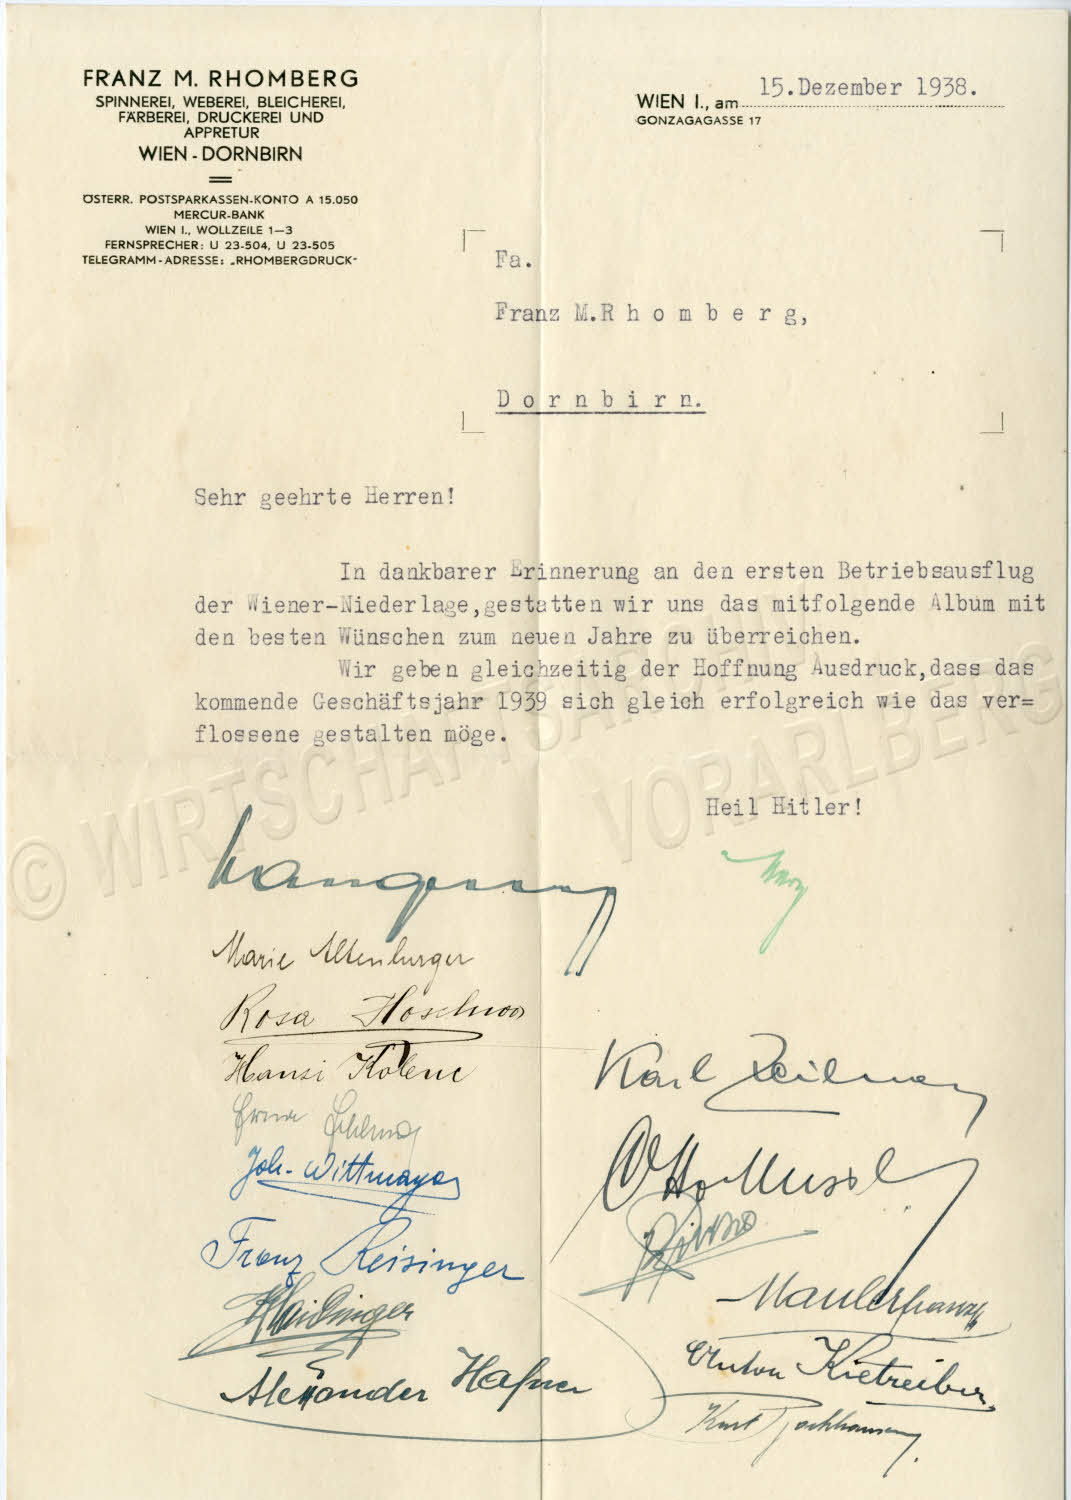 FRANZ M. RHOMBERG
SPINNEREI, WEBEREI, BLEICHEREI,
FÄRBEREI, DRUCKEREI UND
APPRETUR
WIEN - DORNBIRN
ÖSTERR. POSTSPARKASSEN-KONTO A 15.050
MERCUR-BANK
WIEN I., WOLLZEILE 1—3
FERNSPRECHER: U 23-504, U 23-505
TELEGRAMM-ADRESSE: „RHOMBERGDRUCK“
WIEN I., am 15.Dezember 1938.
GONZAGAGASSE 17
Fa.
Franz M.R h o m b e r g,
D o r n b i r n.
Sehr geehrte Herren!
In dankbarer Erinnerung an den ersten Betriebsausflug
der Wiener-Niederlage,gestatten wir uns das mitfolgende Album mit
den besten Wünschen zum neuen Jahre zu überreichen.
Wir geben gleichzeitig der Hoffnung Ausdruck,dass das
kommende Geschäftsjahr 1939 sich gleich erfolgreich wie das ver=
flossene gestalten möge.
Heil Hitler!
© WIRTSCHAFTSARCHIV
VORARLBERG
Marie Altenburger
Rosa
Hansi Kolenc
Karl
Joh. Wittmayer
Otto
Franz Reisinger
Anton Kietreiber
Alexander Hafner
Kurt